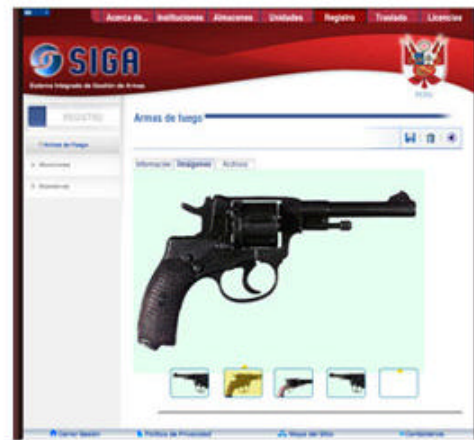 Acerca de... Instituciones Almacenes Unidades Registro Traslado Licencias
SIGA
Sistema Integrado de Gestión de Armas
PERÚ
REGISTRO
Armas de fuego
Armas de Fuego
Municiones
Información Imágenes Archivos
Cerrar Sesión Política de Privacidad Mapa del Sitio Contáctenos